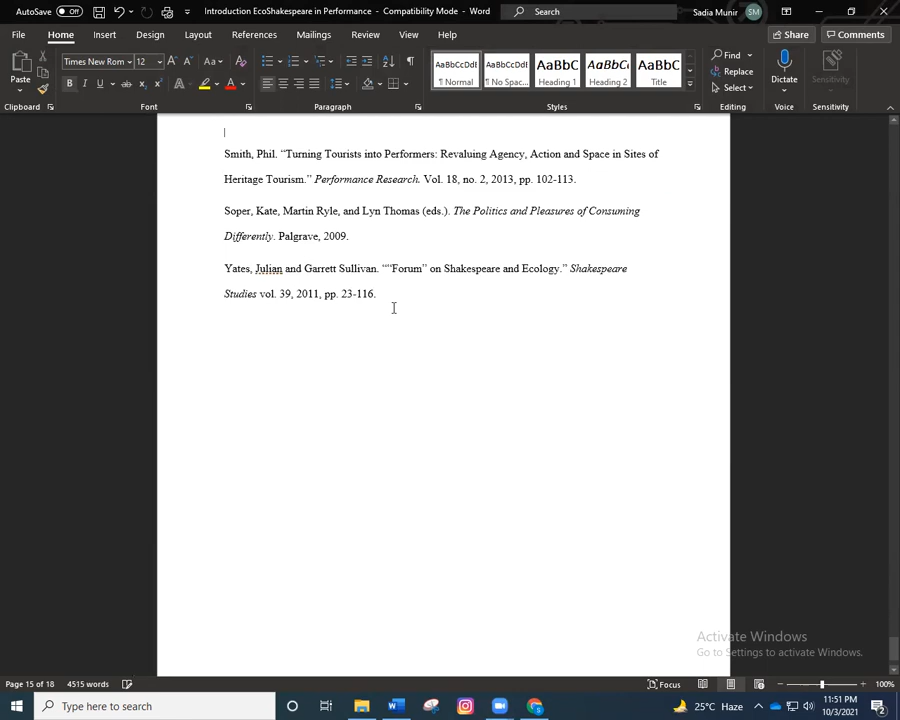 AutoSave Off Introduction EcoShakespeare in Performance - Compatibility Mode - Word Search Sadia Munir SM
File Home Insert Design Layout References Mailings Review View Help Share Comments
Paste Times New Rom 12 Aa AaBbCcDdI AaBbCcDdI AaBbC AaBbCc AaBbC Find Replace Select Dictate Sensitivity
¶ Normal ¶ No Spac... Heading 1 Heading 2 Title
Clipboard Font Paragraph Styles Editing Voice Sensitivity
Smith, Phil. “Turning Tourists into Performers: Revaluing Agency, Action and Space in Sites of
Heritage Tourism.” Performance Research. Vol. 18, no. 2, 2013, pp. 102-113.
Soper, Kate, Martin Ryle, and Lyn Thomas (eds.). The Politics and Pleasures of Consuming
Differently. Palgrave, 2009.
Yates, Julian and Garrett Sullivan. ““Forum” on Shakespeare and Ecology.” Shakespeare
Studies vol. 39, 2011, pp. 23-116.
Activate Windows
Go to Settings to activate Windows.
Page 15 of 18 4515 words Focus 100%
Type here to search 25°C Haze 11:51 PM
10/3/2021 2